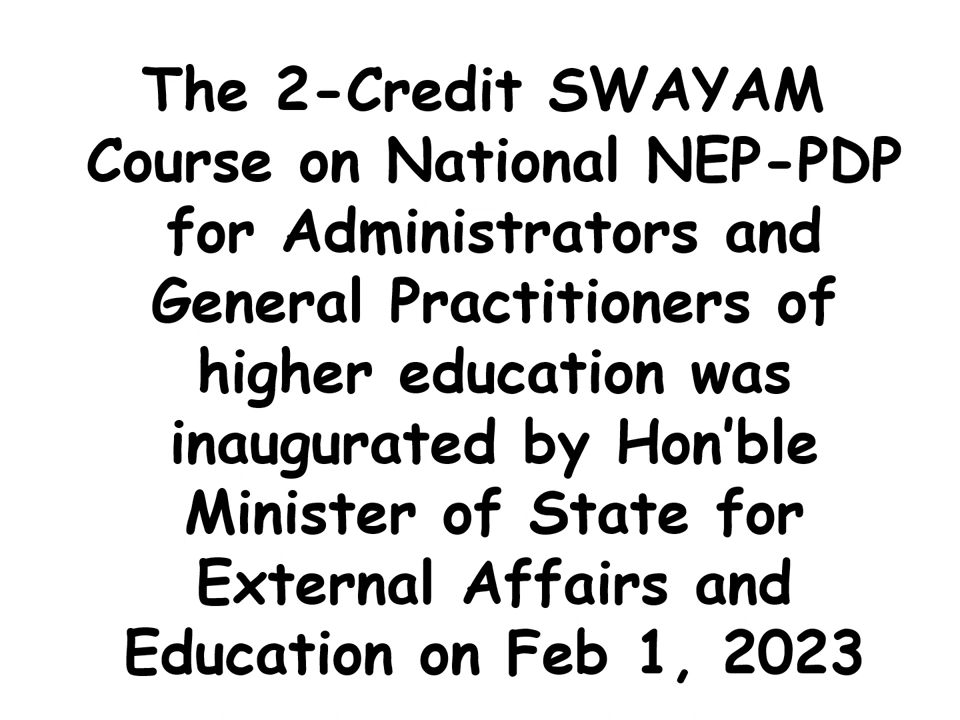 The 2-Credit SWAYAM
Course on National NEP-PDP
for Administrators and
General Practitioners of
higher education was
inaugurated by Hon’ble
Minister of State for
External Affairs and
Education on Feb 1, 2023